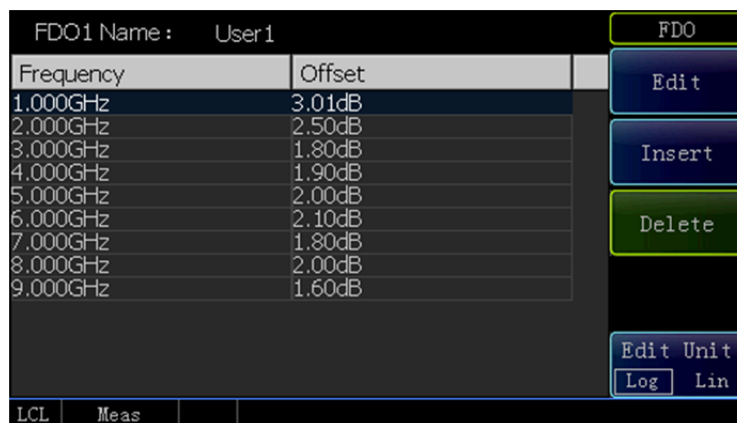 FDO1 Name : User1
FDO
Frequency Offset
Edit
1.000GHz 3.01dB
2.000GHz 2.50dB
3.000GHz 1.80dB
Insert
4.000GHz 1.90dB
5.000GHz 2.00dB
6.000GHz 2.10dB
Delete
7.000GHz 1.80dB
8.000GHz 2.00dB
9.000GHz 1.60dB
Edit Unit
Log Lin
LCL Meas